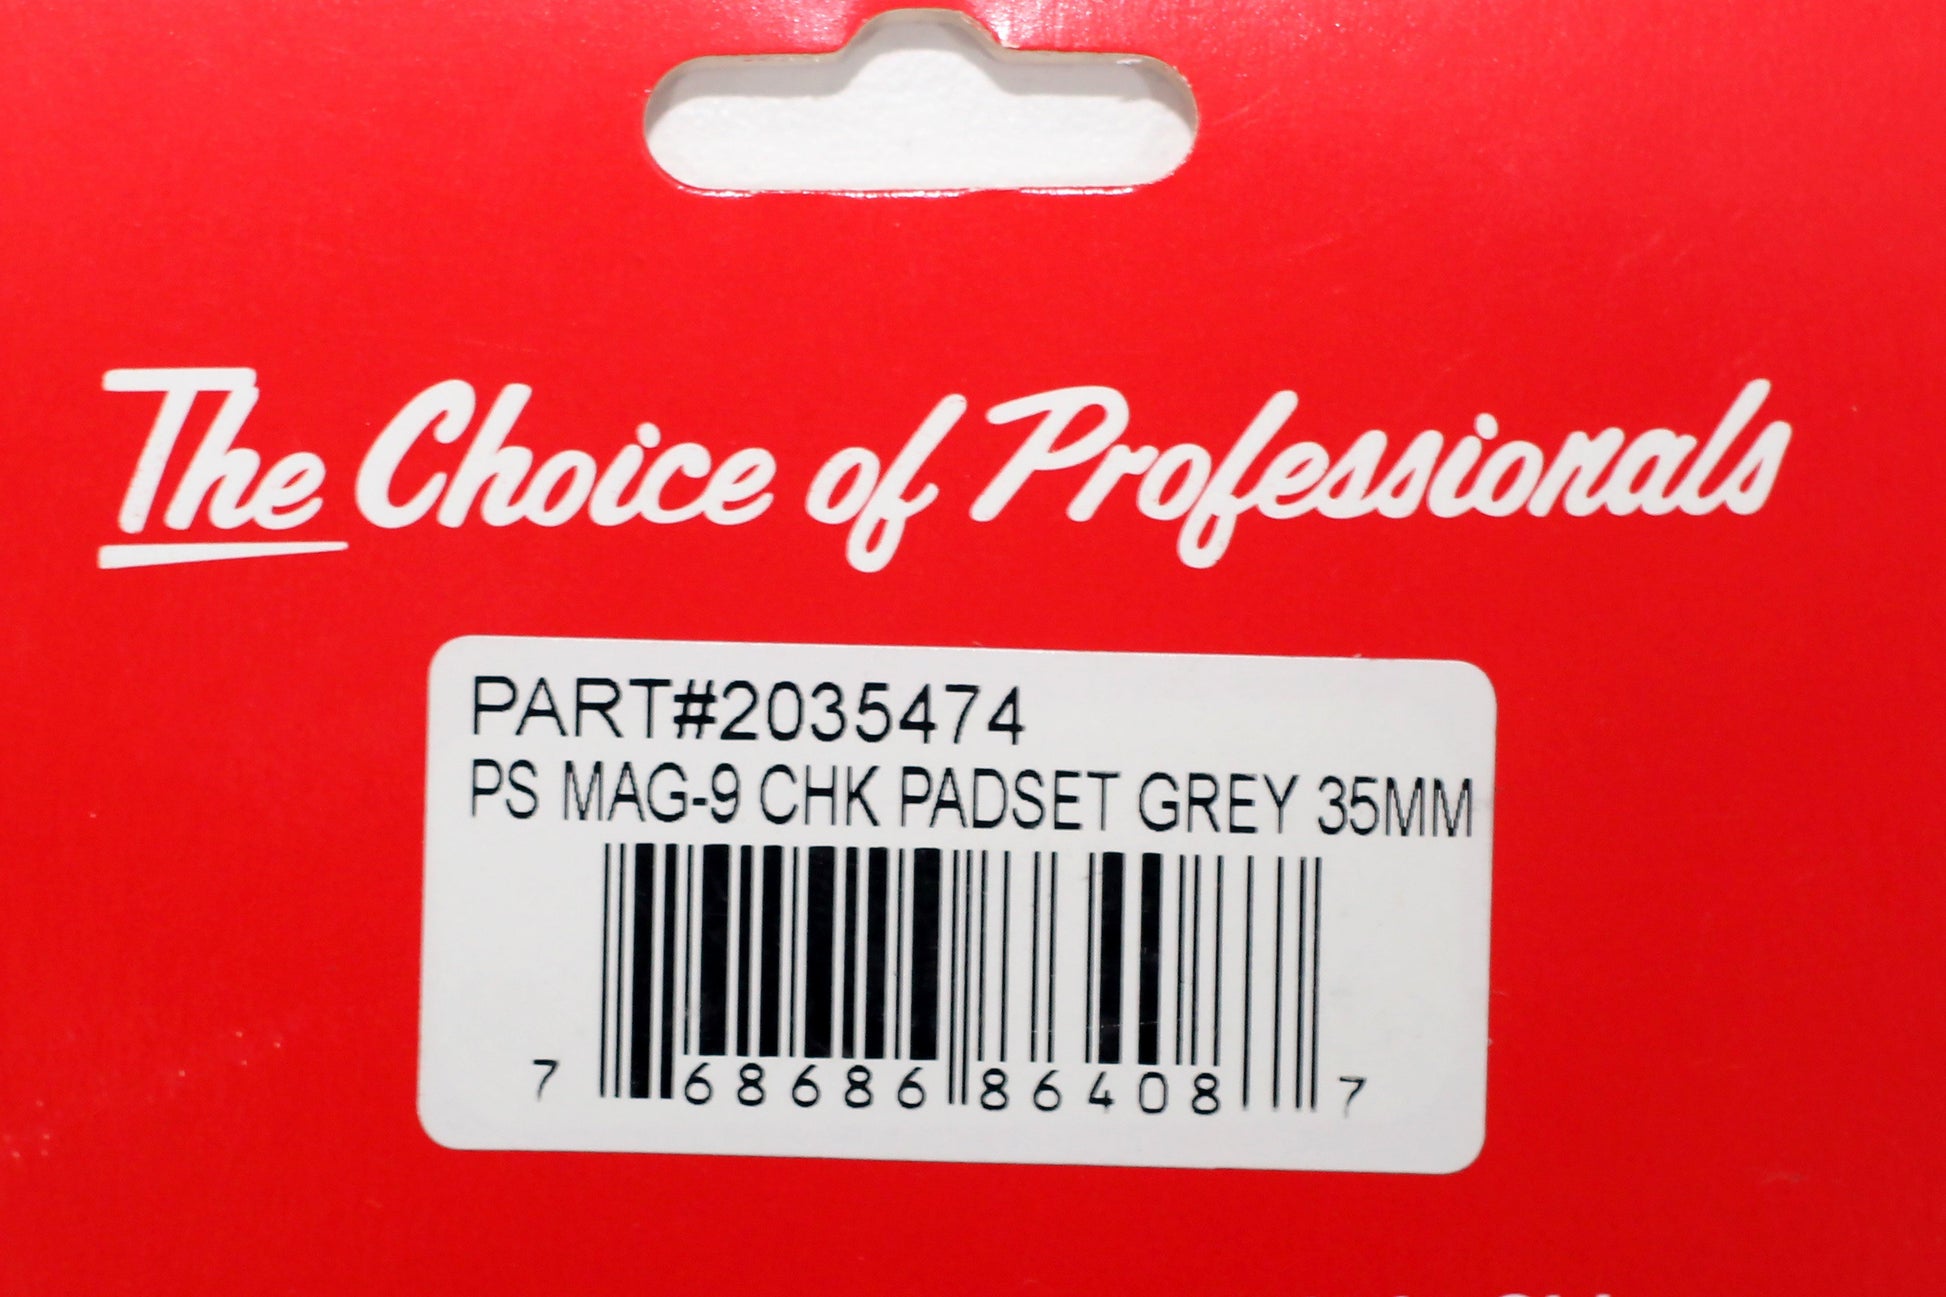 The Choice of Professionals
PART#2035474
PS MAG-9 CHK PADSET GREY 35MM
7 68686 86408 7